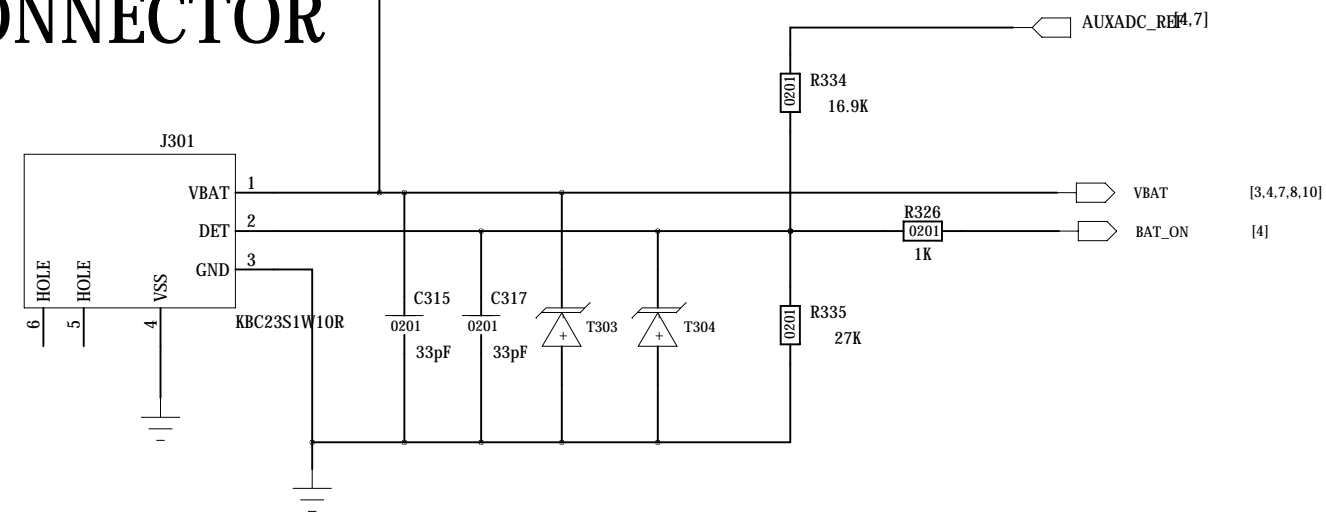 ONNECTOR
AUXADC_REF [4,7]
R334
0201
16.9K
J301
VBAT 1
VBAT [3,4,7,8,10]
DET 2
R326
0201
1K
BAT_ON [4]
GND 3
HOLE
HOLE
VSS
6
5
4
KBC23S1W10R
C315
0201
33pF
C317
0201
33pF
T303
T304
R335
0201
27K